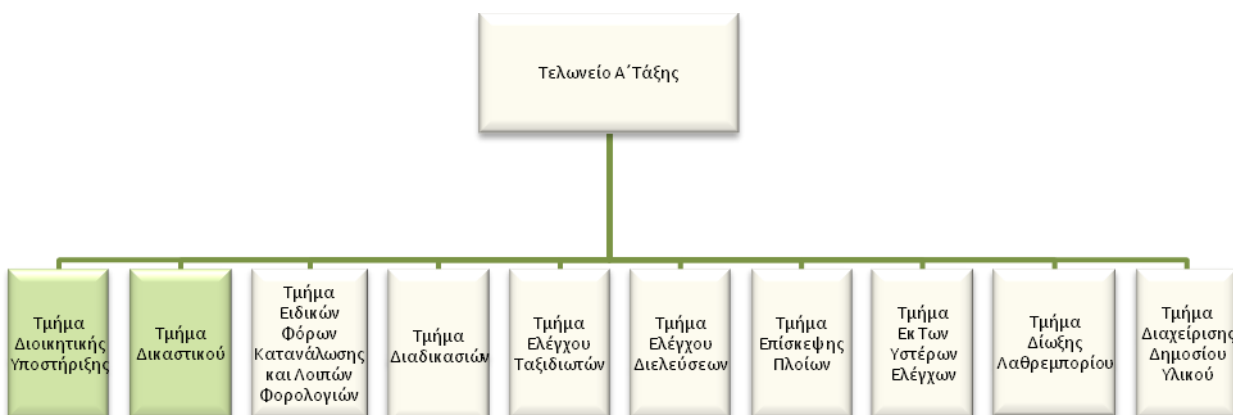 Τελωνείο Α΄Τάξης
Τμήμα
Διοικητικής
Υποστήριξης
Τμήμα
Δικαστικού
Τμήμα
Ειδικών
Φόρων
Κατανάλωσης
και Λοιπών
Φορολογιών
Τμήμα
Διαδικασιών
Τμήμα
Ελέγχου
Ταξιδιωτών
Τμήμα
Ελέγχου
Διελεύσεων
Τμήμα
Επίσκεψης
Πλοίων
Τμήμα
Εκ Των
Υστέρων
Ελέγχων
Τμήμα
Δίωξης
Λαθρεμπορίου
Τμήμα
Διαχείρισης
Δημοσίου
Υλικού